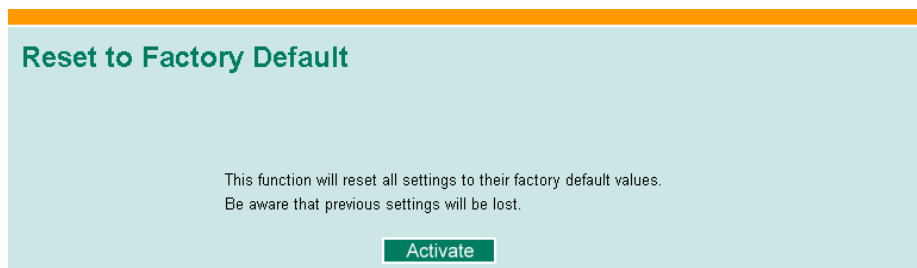 Reset to Factory Default
This function will reset all settings to their factory default values.
Be aware that previous settings will be lost.
Activate